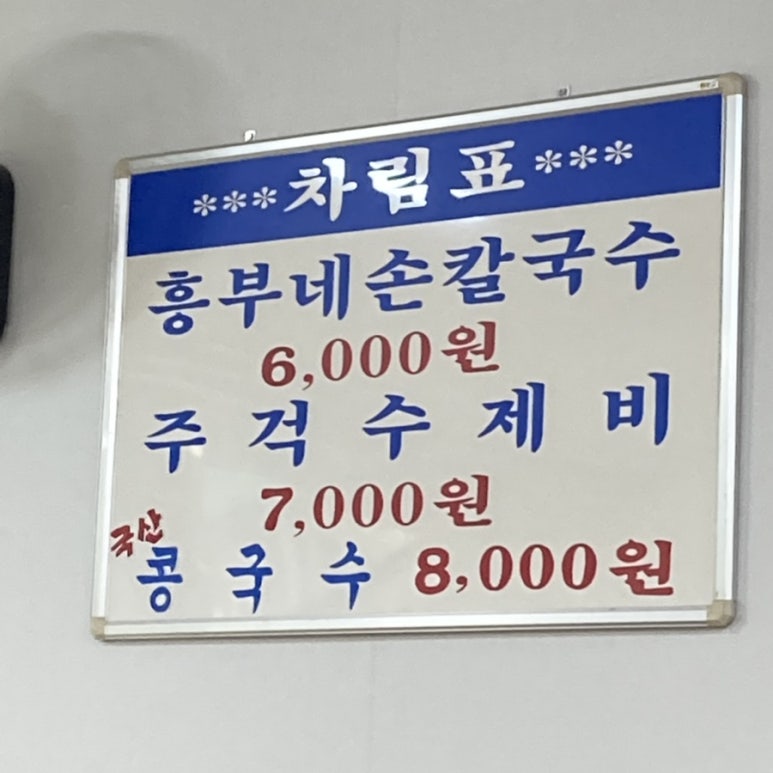 ***차림표***
흥부네손칼국수
6,000원
주걱수제비
7,000원
국산
콩국수 8,000원